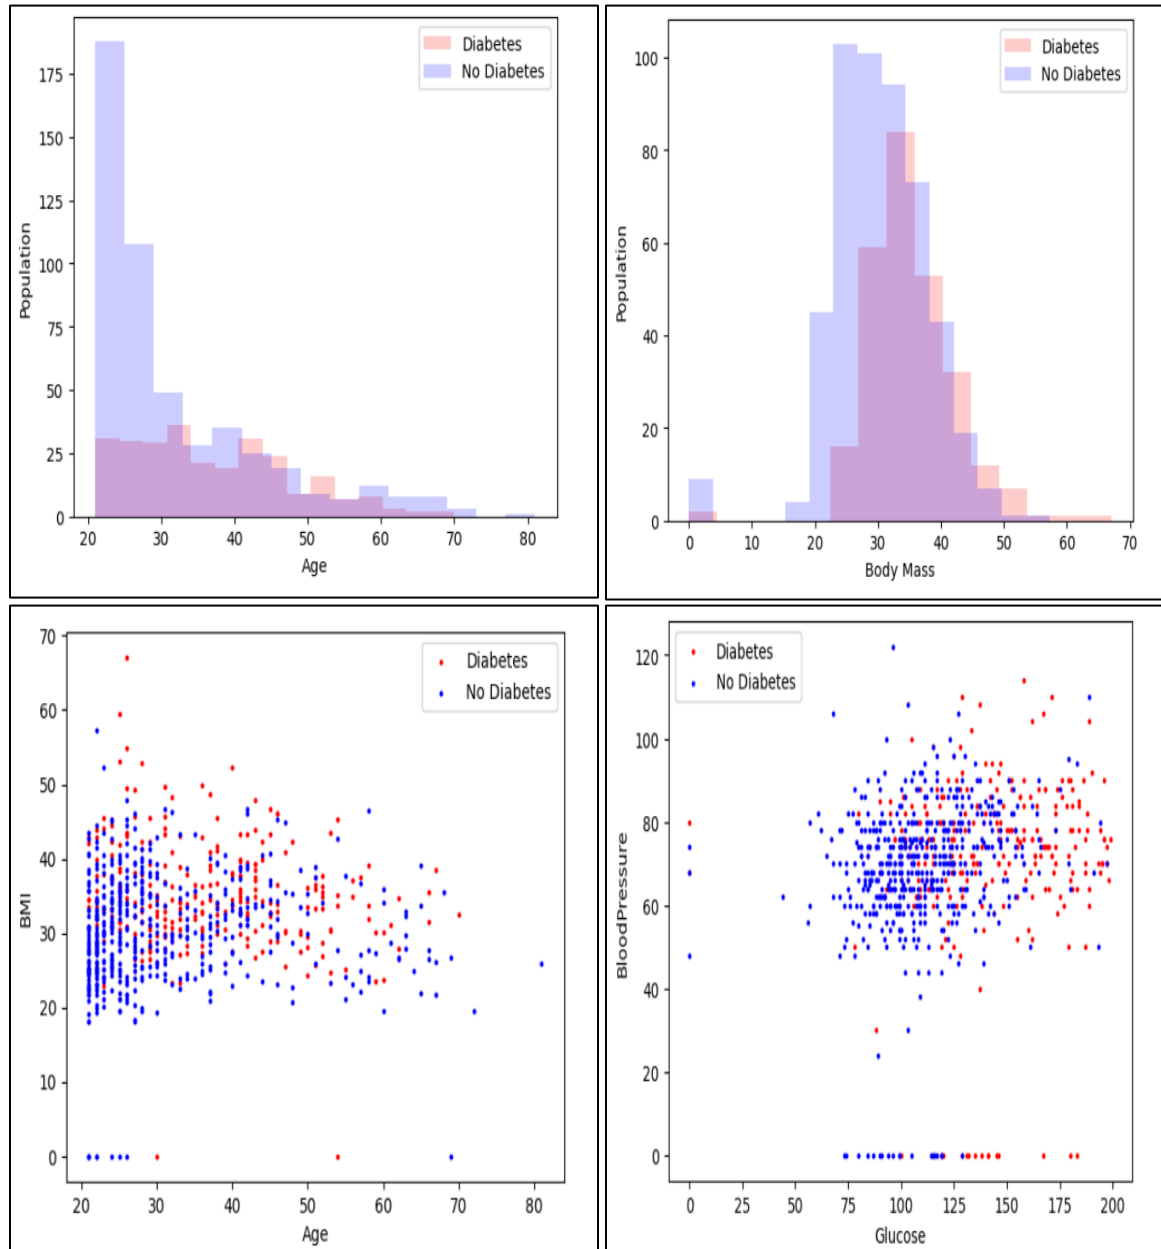 Diabetes
No Diabetes
175
150
125
100
75
50
25
0
20 30 40 50 60 70 80
Population
Age
Diabetes
No Diabetes
100
80
60
40
20
0
0 10 20 30 40 50 60 70
Population
Body Mass
Diabetes
No Diabetes
70
60
50
40
30
20
10
0
20 30 40 50 60 70 80
BMI
Age
Diabetes
No Diabetes
120
100
80
60
40
20
0
0 25 50 75 100 125 150 175 200
BloodPressure
Glucose